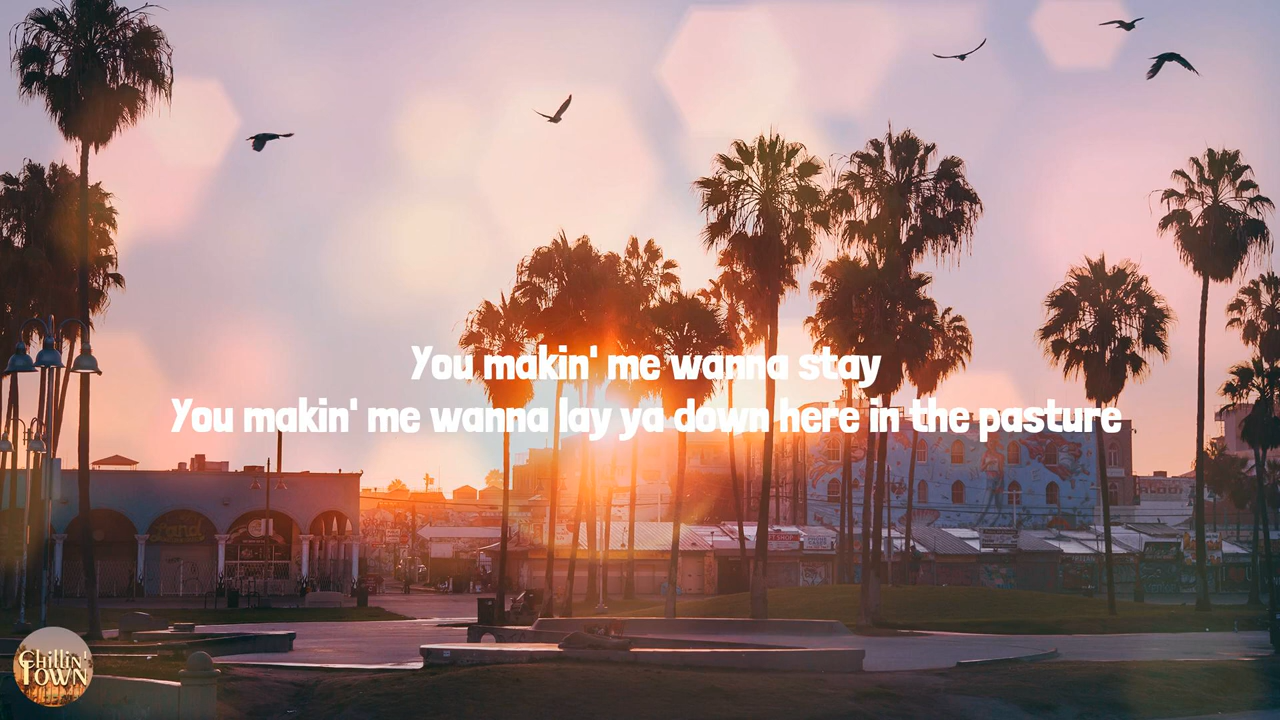 You makin' me wanna stay
You makin' me wanna lay ya down here in the pasture
Chillin'
TOWN